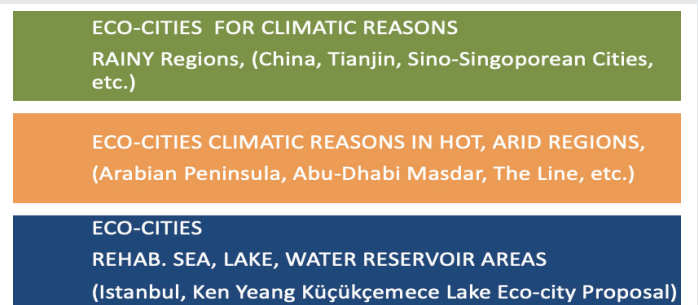 ECO-CITIES FOR CLIMATIC REASONS
RAINY Regions, (China, Tianjin, Sino-Singoporean Cities,
etc.)
ECO-CITIES CLIMATIC REASONS IN HOT, ARID REGIONS,
(Arabian Peninsula, Abu-Dhabi Masdar, The Line, etc.)
ECO-CITIES
REHAB. SEA, LAKE, WATER RESERVOIR AREAS
(Istanbul, Ken Yeang Küçükçemece Lake Eco-city Proposal)